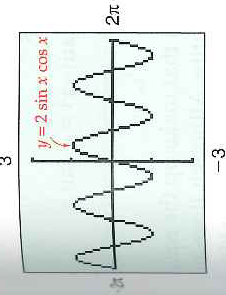 2π
y = 2 sin x cos x
3
−3